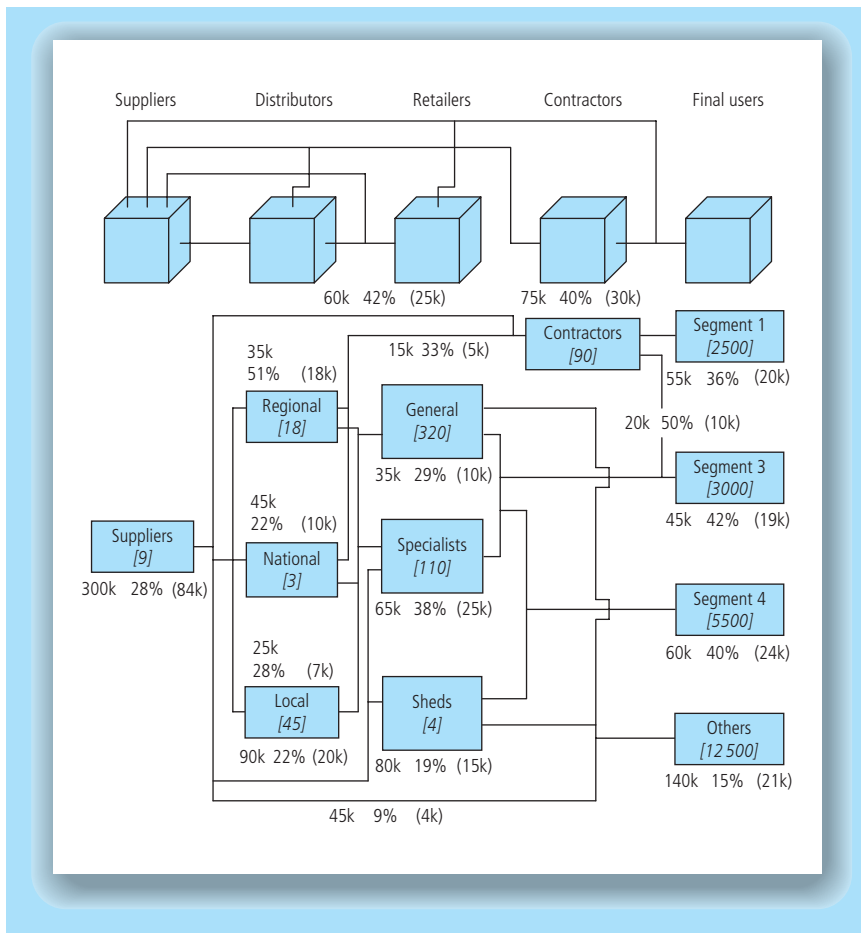 Suppliers Distributors Retailers Contractors Final users
60k 42% (25k) 75k 40% (30k)
15k 33% (5k)
Contractors
[90]
Segment 1
[2500]
55k 36% (20k)
35k
51% (18k)
Regional
[18]
General
[320]
35k 29% (10k)
20k 50% (10k)
Segment 3
[3000]
45k 42% (19k)
45k
22% (10k)
Suppliers
[9]
300k 28% (84k)
National
[3]
Specialists
[110]
65k 38% (25k)
Segment 4
[5500]
60k 40% (24k)
25k
28% (7k)
Local
[45]
90k 22% (20k)
Sheds
[4]
80k 19% (15k)
Others
[12 500]
140k 15% (21k)
45k 9% (4k)